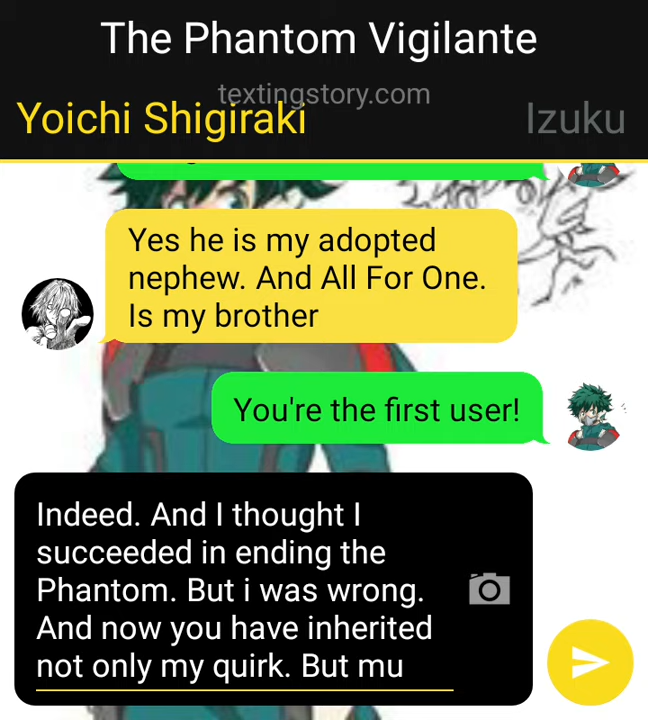 The Phantom Vigilante
textingstory.com
Yoichi Shigiraki
Izuku
Yes he is my adopted
nephew. And All For One.
Is my brother
You're the first user!
Indeed. And I thought I
succeeded in ending the
Phantom. But i was wrong.
And now you have inherited
not only my quirk. But mu